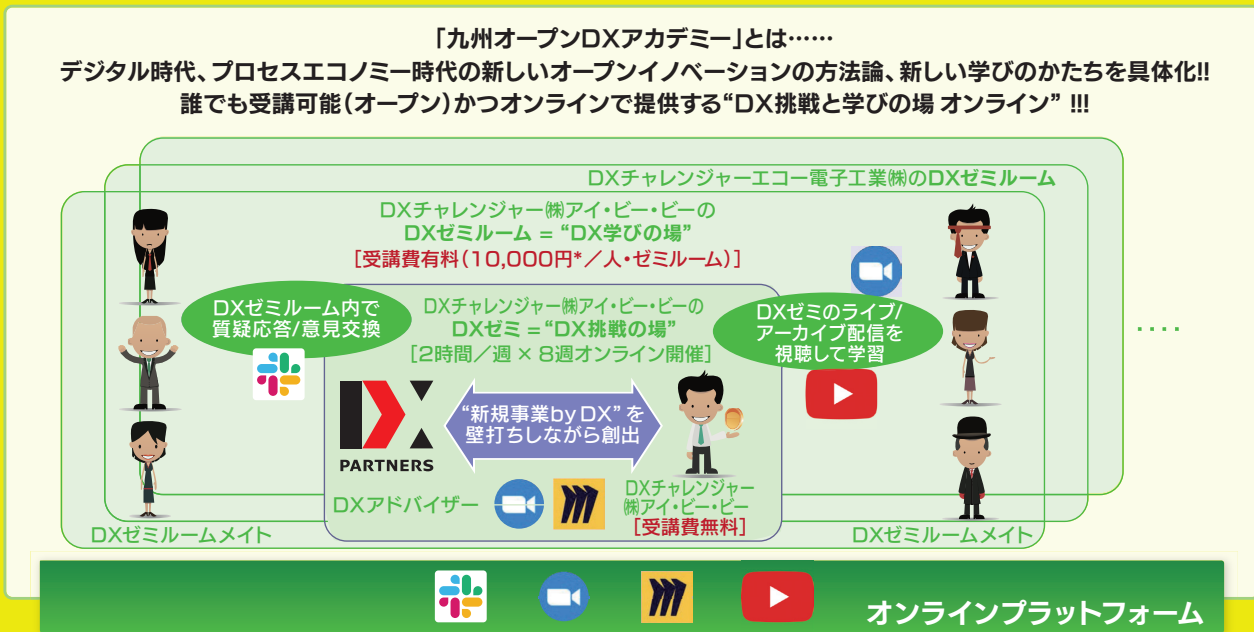 「九州オープンDXアカデミー」とは……
デジタル時代、プロセスエコノミー時代の新しいオープンイノベーションの方法論、新しい学びのかたちを具体化!!
誰でも受講可能（オープン）かつオンラインで提供する“DX挑戦と学びの場 オンライン” !!!
DXチャレンジャーエコー電子工業㈱のDXゼミルーム
DXチャレンジャー㈱アイ・ビー・ビーの
DXゼミルーム = “DX学びの場”
[受講費有料（10,000円*／人・ゼミルーム）]
DXゼミルーム内で
質疑応答/意見交換
DXチャレンジャー㈱アイ・ビー・ビーの
DXゼミ = “DX挑戦の場”
[2時間／週 × 8週オンライン開催]
DXゼミのライブ/
アーカイブ配信を
視聴して学習
....
DX
PARTNERS
“新規事業by DX” を
壁打ちしながら創出
DXアドバイザー
DXチャレンジャー
㈱アイ・ビー・ビー
[受講費無料]
DXゼミルームメイト
DXゼミルームメイト
オンラインプラットフォーム